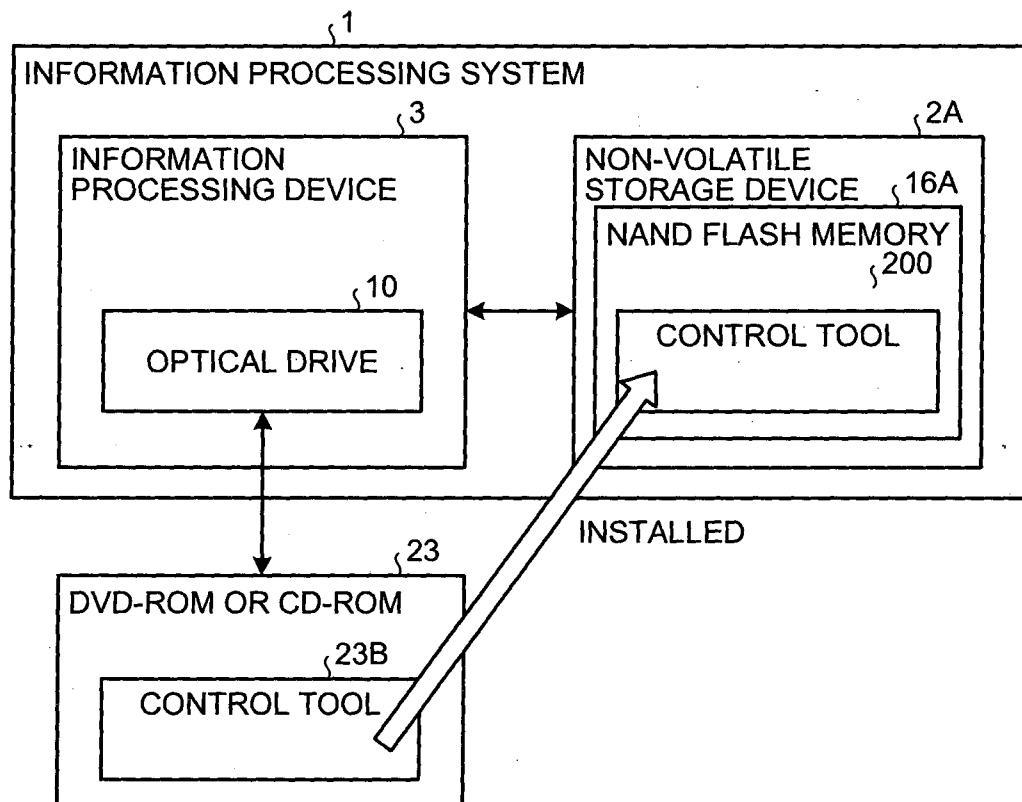 1
INFORMATION PROCESSING SYSTEM
3
INFORMATION
PROCESSING DEVICE
10
OPTICAL DRIVE
2A
NON-VOLATILE
STORAGE DEVICE
16A
NAND FLASH MEMORY
200
CONTROL TOOL
INSTALLED
23
DVD-ROM OR CD-ROM
23B
CONTROL TOOL